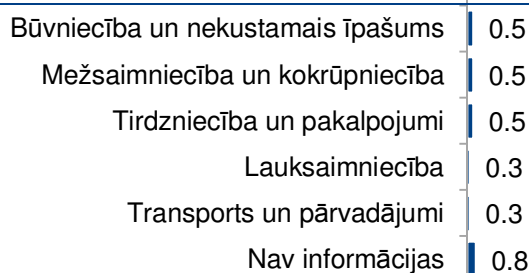 Būvniecība un nekustamais īpašums 0.5
Mežsaimniecība un kokrūpniecība 0.5
Tirdzniecība un pakalpojumi 0.5
Lauksaimniecība 0.3
Transports un pārvadājumi 0.3
Nav informācijas 0.8